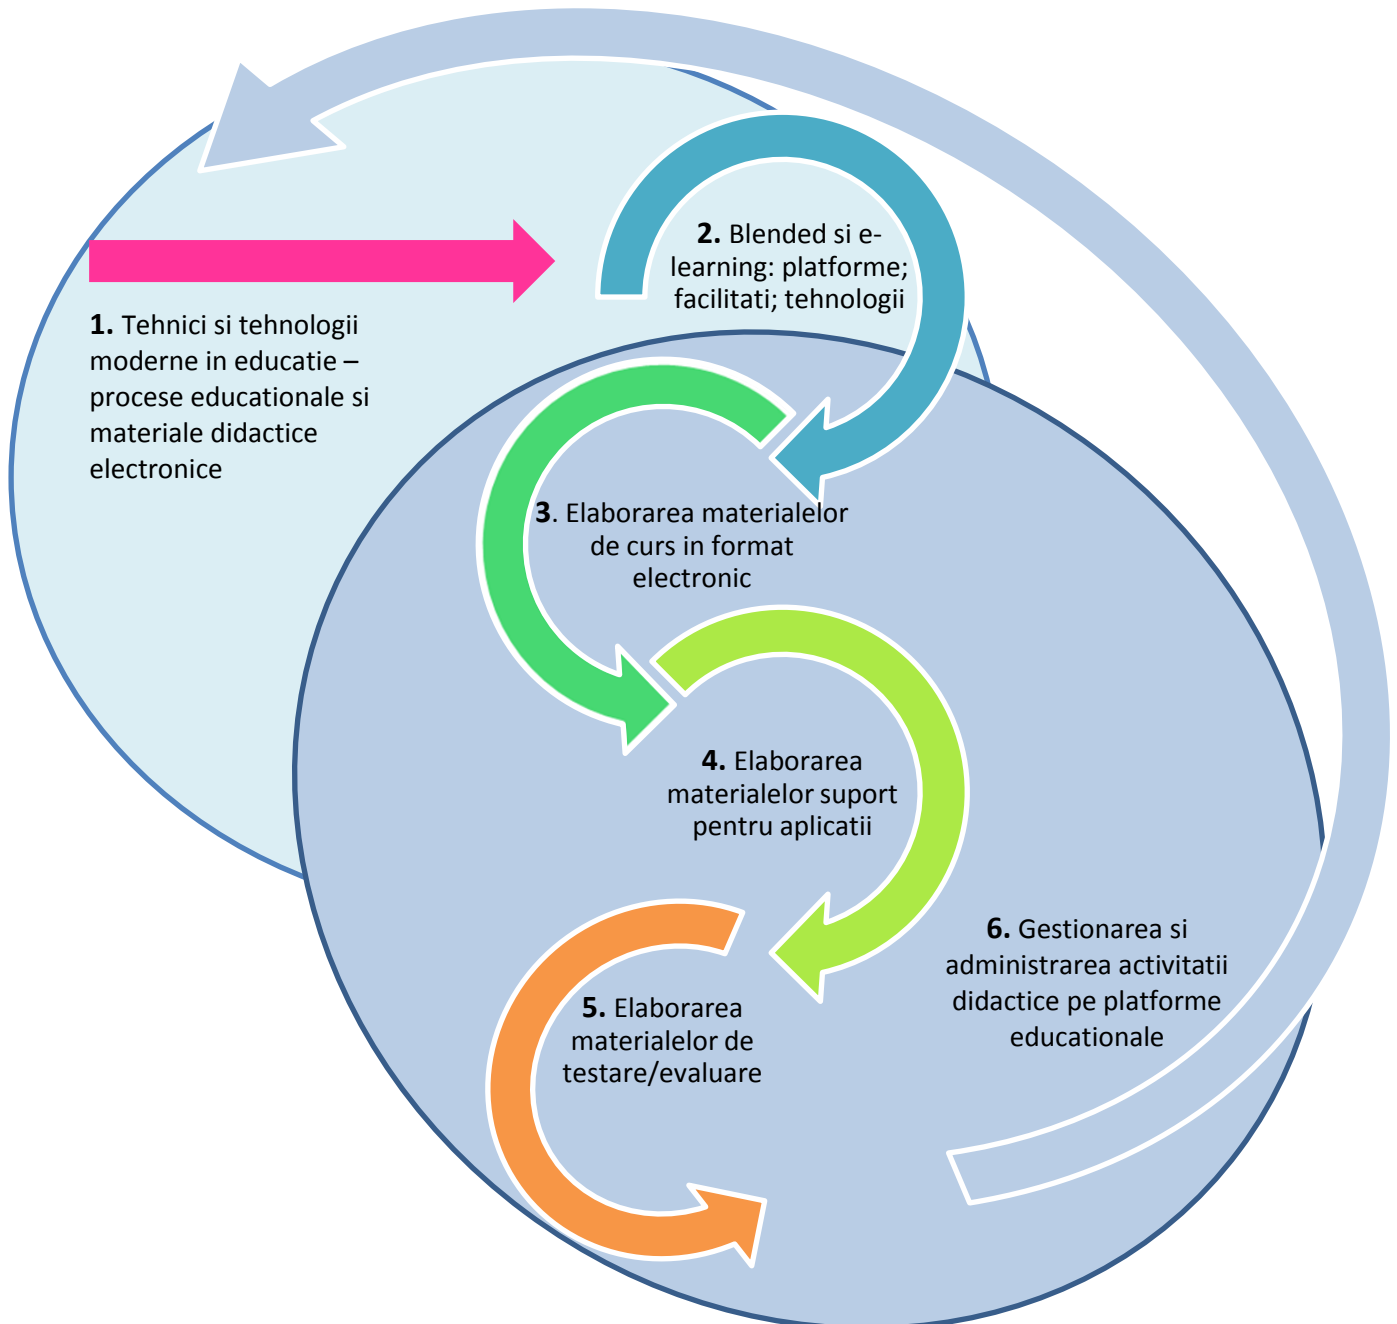 1. Tehnici si tehnologii
moderne in educatie –
procese educationale si
materiale didactice
electronice
2. Blended si e-
learning: platforme;
facilitati; tehnologii
3. Elaborarea materialelor
de curs in format
electronic
4. Elaborarea
materialelor suport
pentru aplicatii
5. Elaborarea
materialelor de
testare/evaluare
6. Gestionarea si
administrarea activitatii
didactice pe platforme
educationale